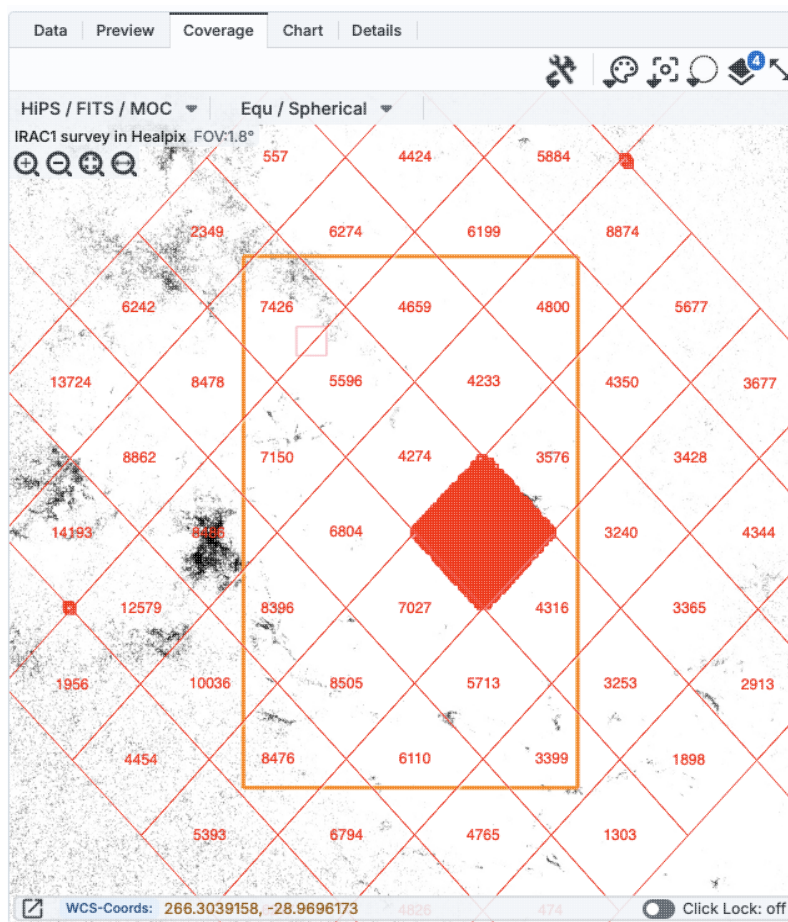 Data Preview Coverage Chart Details
4
HiPS / FITS / MOC Equ / Spherical
IRAC1 survey in Healpix FOV:1.8°
557 4424 5884
2349 6274 6199 8874
6242 7426 4659 4800 5677
13724 8478 5596 4233 4350 3677
8862 7150 4274 3576 3428
14193 8486 6804 3240 4344
12579 8396 7027 4316 3365
1956 10036 8505 5713 3253 2913
4454 8476 6110 3399 1898
5393 6794 4765 1303
WCS-Coords: 266.3039158, -28.9696173 4826 474 Click Lock: off